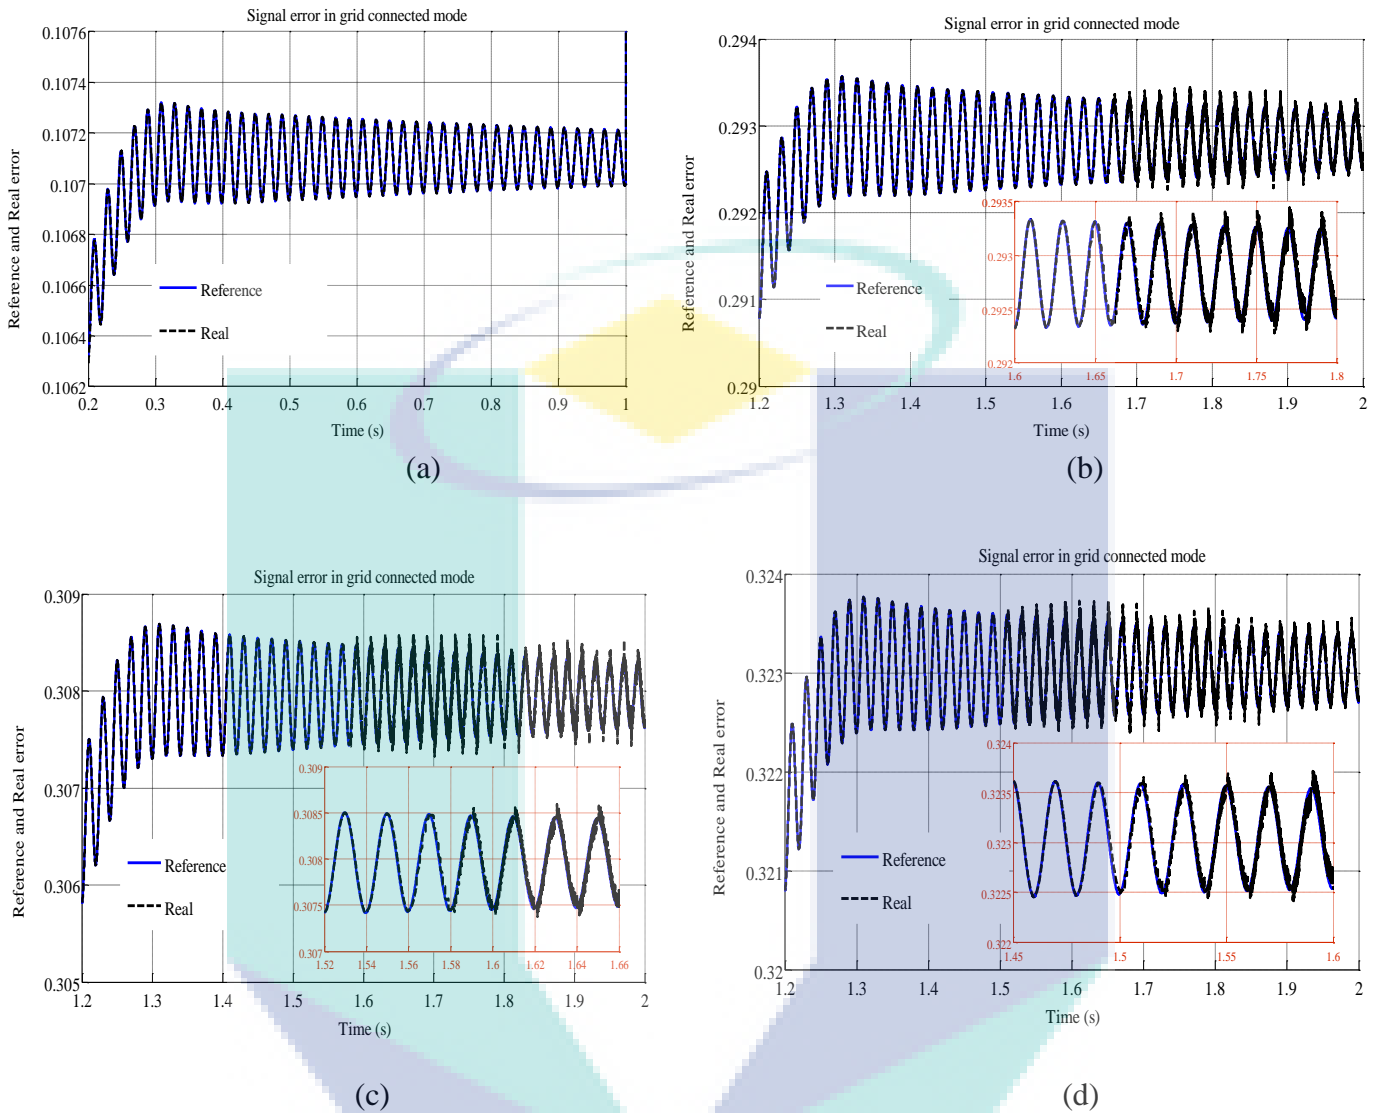 Signal error in grid connected mode
0.1076
0.1074
0.1072
0.107
0.1068
0.1066
0.1064
0.1062
Reference and Real error
Reference
Real
0.2 0.3 0.4 0.5 0.6 0.7 0.8 0.9 1
Time (s)
(a)
Signal error in grid connected mode
0.294
0.293
0.292
0.291
0.29
Reference and Real error
Reference
Real
0.2935
0.293
0.2925
0.292
1.6 1.65 1.7 1.75 1.8
1.2 1.3 1.4 1.5 1.6 1.7 1.8 1.9 2
Time (s)
(b)
Signal error in grid connected mode
0.309
0.308
0.307
0.306
0.305
Reference and Real error
Reference
Real
0.309
0.3085
0.308
0.3075
0.307
1.52 1.54 1.56 1.58 1.6 1.62 1.64 1.66
1.2 1.3 1.4 1.5 1.6 1.7 1.8 1.9 2
Time (s)
(c)
Signal error in grid connected mode
0.324
0.323
0.322
0.321
0.32
Reference and Real error
Reference
Real
0.324
0.3235
0.323
0.3225
0.322
1.45 1.5 1.55 1.6
1.2 1.3 1.4 1.5 1.6 1.7 1.8 1.9 2
Time (s)
(d)